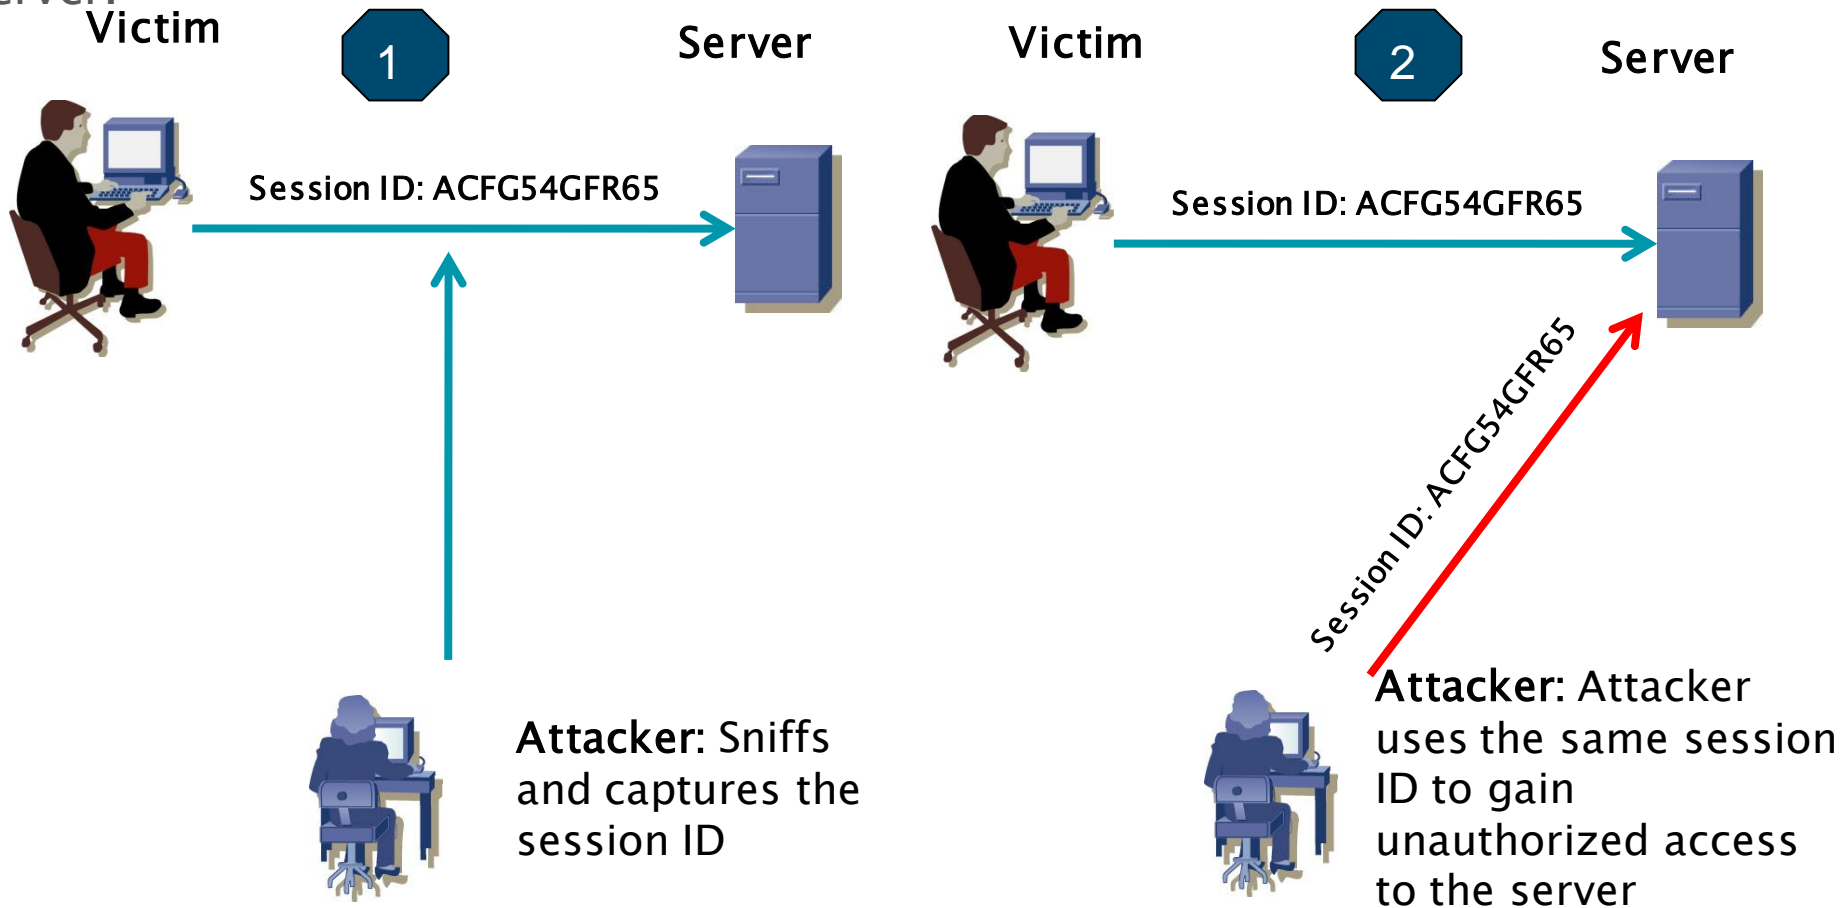 Victim
1
Server
Session ID: ACFG54GFR65
Attacker: Sniffs
and captures the
session ID
Victim
2
Server
Session ID: ACFG54GFR65
Session ID: ACFG54GFR65
Attacker: Attacker
uses the same session
ID to gain
unauthorized access
to the server